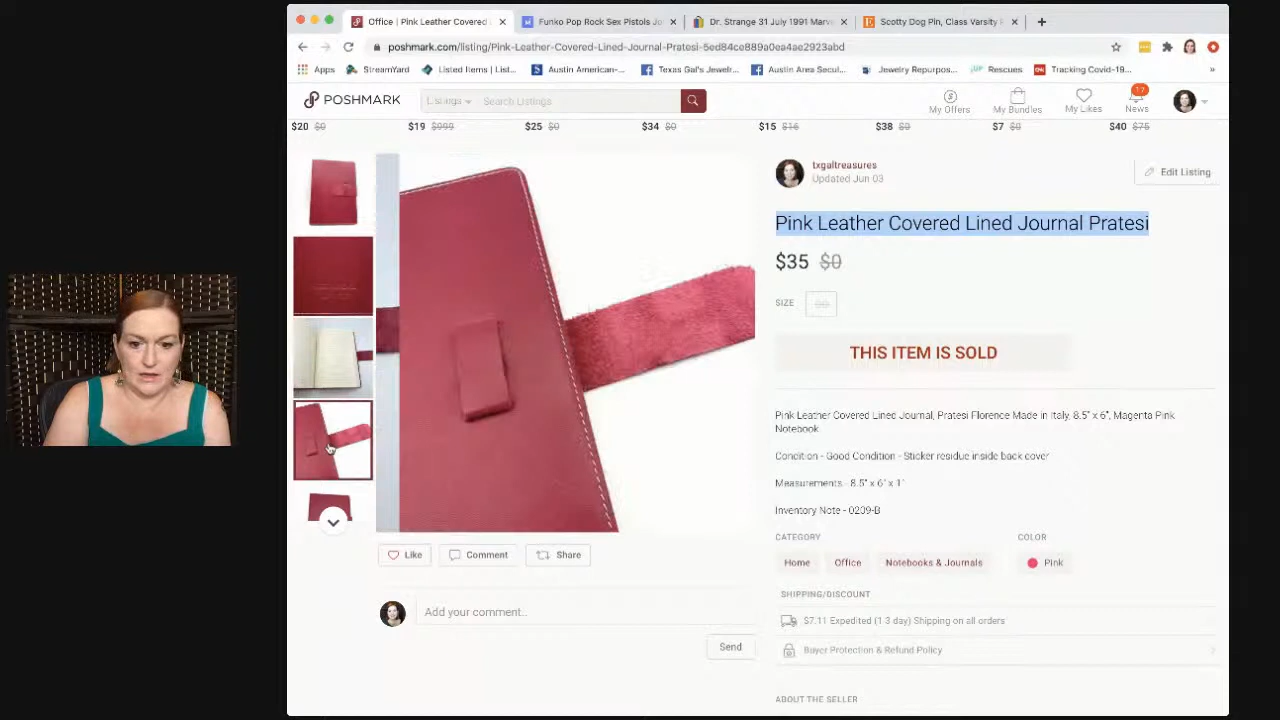 Office | Pink Leather Covered L
Funko Pop Rock Sex Pistols Jo
Dr. Strange 31 July 1991 Marve
Scotty Dog Pin, Class Varsity
poshmark.com/listing/Pink-Leather-Covered-Lined-Journal-Pratesi-5ed84ce889a0ea4ae2923abd
Apps
StreamYard
Listed Items | List...
Austin American-...
Texas Gal's Jewelr...
Austin Area Secul...
Jewelry Repurpos...
Rescues
Tracking Covid-19...
»
POSHMARK
Listings
Search Listings
My Offers
My Bundles
My Likes
News
$20 $0
$19 $999
$25 $0
$34 $0
$15 $16
$38 $0
$7 $0
$40 $75
txgaltreasures
Updated Jun 03
Edit Listing
Pink Leather Covered Lined Journal Pratesi
$35 $0
SIZE
THIS ITEM IS SOLD
Pink Leather Covered Lined Journal, Pratesi Florence Made in Italy, 8.5" x 6", Magenta Pink
Notebook
Condition - Good Condition - Sticker residue inside back cover
Measurements - 8.5" x 6" x 1"
Inventory Note - 0209-B
CATEGORY
COLOR
Home
Office
Notebooks & Journals
Pink
SHIPPING/DISCOUNT
$7.11 Expedited (1-3 day) Shipping on all orders
Buyer Protection & Refund Policy
ABOUT THE SELLER
Like
Comment
Share
Add your comment..
Send